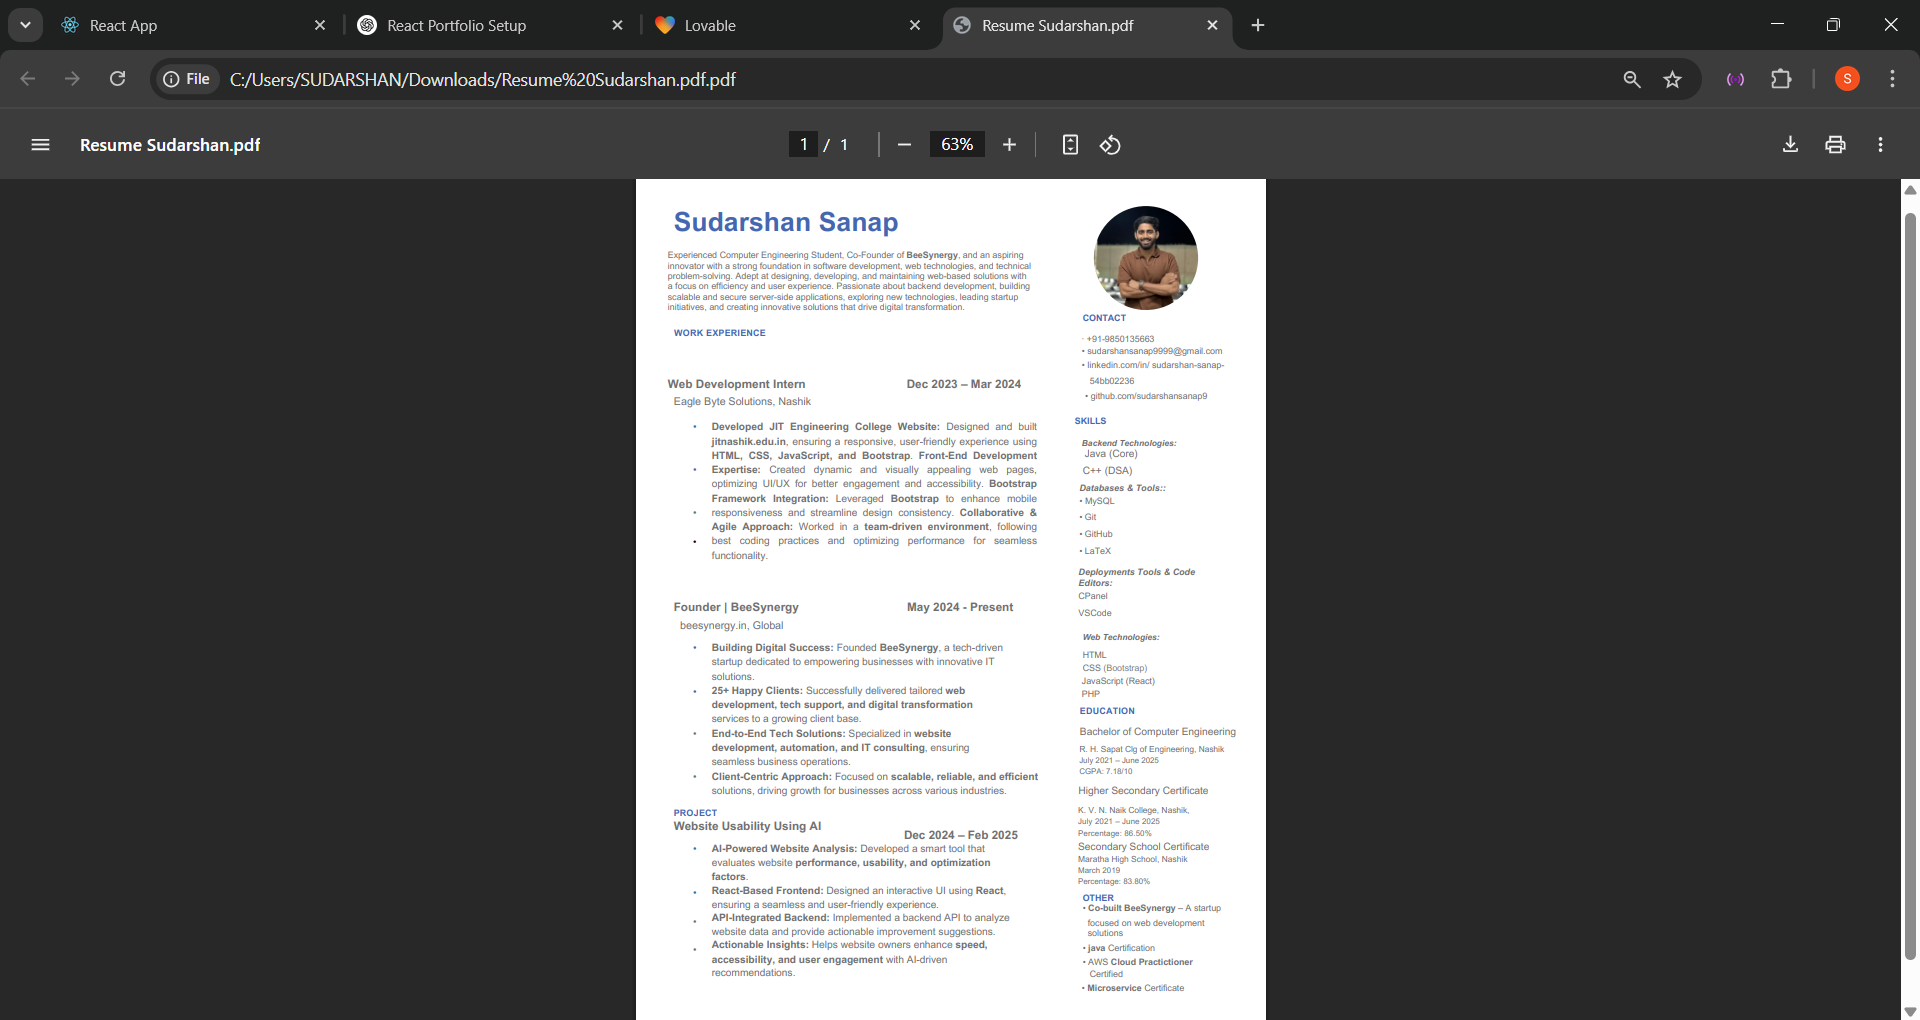 React App
React Portfolio Setup
Lovable
Resume Sudarshan.pdf
File
C:/Users/SUDARSHAN/Downloads/Resume%20Sudarshan.pdf.pdf
S
Resume Sudarshan.pdf
1 / 1
63%
Sudarshan Sanap
Experienced Computer Engineering Student, Co-Founder of BeeSynergy, and an aspiring
innovator with a strong foundation in software development, web technologies, and technical
problem-solving. Adept at designing, developing, and maintaining web-based solutions with
a focus on efficiency and user experience. Passionate about backend development, building
scalable and secure server-side applications, exploring new technologies, leading startup
initiatives, and creating innovative solutions that drive digital transformation.
WORK EXPERIENCE
Web Development Intern Dec 2023 – Mar 2024
Eagle Byte Solutions, Nashik
• Developed JIT Engineering College Website: Designed and built
jitnashik.edu.in, ensuring a responsive, user-friendly experience using
HTML, CSS, JavaScript, and Bootstrap. Front-End Development
• Expertise: Created dynamic and visually appealing web pages,
optimizing UI/UX for better engagement and accessibility. Bootstrap
Framework Integration: Leveraged Bootstrap to enhance mobile
• responsiveness and streamline design consistency. Collaborative &
Agile Approach: Worked in a team-driven environment, following
• best coding practices and optimizing performance for seamless
functionality.
Founder | BeeSynergy May 2024 - Present
beesynergy.in, Global
• Building Digital Success: Founded BeeSynergy, a tech-driven
startup dedicated to empowering businesses with innovative IT
solutions.
• 25+ Happy Clients: Successfully delivered tailored web
development, tech support, and digital transformation
services to a growing client base.
• End-to-End Tech Solutions: Specialized in website
development, automation, and IT consulting, ensuring
seamless business operations.
• Client-Centric Approach: Focused on scalable, reliable, and efficient
solutions, driving growth for businesses across various industries.
PROJECT
Website Usability Using AI
Dec 2024 – Feb 2025
• AI-Powered Website Analysis: Developed a smart tool that
evaluates website performance, usability, and optimization
factors.
• React-Based Frontend: Designed an interactive UI using React,
ensuring a seamless and user-friendly experience.
• API-Integrated Backend: Implemented a backend API to analyze
website data and provide actionable improvement suggestions.
• Actionable Insights: Helps website owners enhance speed,
accessibility, and user engagement with AI-driven
recommendations.
CONTACT
· +91-9850135663
• sudarshansanap9999@gmail.com
• linkedin.com/in/ sudarshan-sanap-
54bb02236
• github.com/sudarshansanap9
SKILLS
Backend Technologies:
Java (Core)
C++ (DSA)
Databases & Tools::
• MySQL
• Git
• GitHub
• LaTeX
Deployments Tools & Code
Editors:
CPanel
VSCode
Web Technologies:
HTML
CSS (Bootstrap)
JavaScript (React)
PHP
EDUCATION
Bachelor of Computer Engineering
R. H. Sapat Clg of Engineering, Nashik
July 2021 – June 2025
CGPA: 7.18/10
Higher Secondary Certificate
K. V. N. Naik College, Nashik,
July 2021 – June 2025
Percentage: 86.50%
Secondary School Certificate
Maratha High School, Nashik
March 2019
Percentage: 83.80%
OTHER
• Co-built BeeSynergy – A startup
focused on web development
solutions
• java Certification
• AWS Cloud Practictioner
Certified
• Microservice Certificate